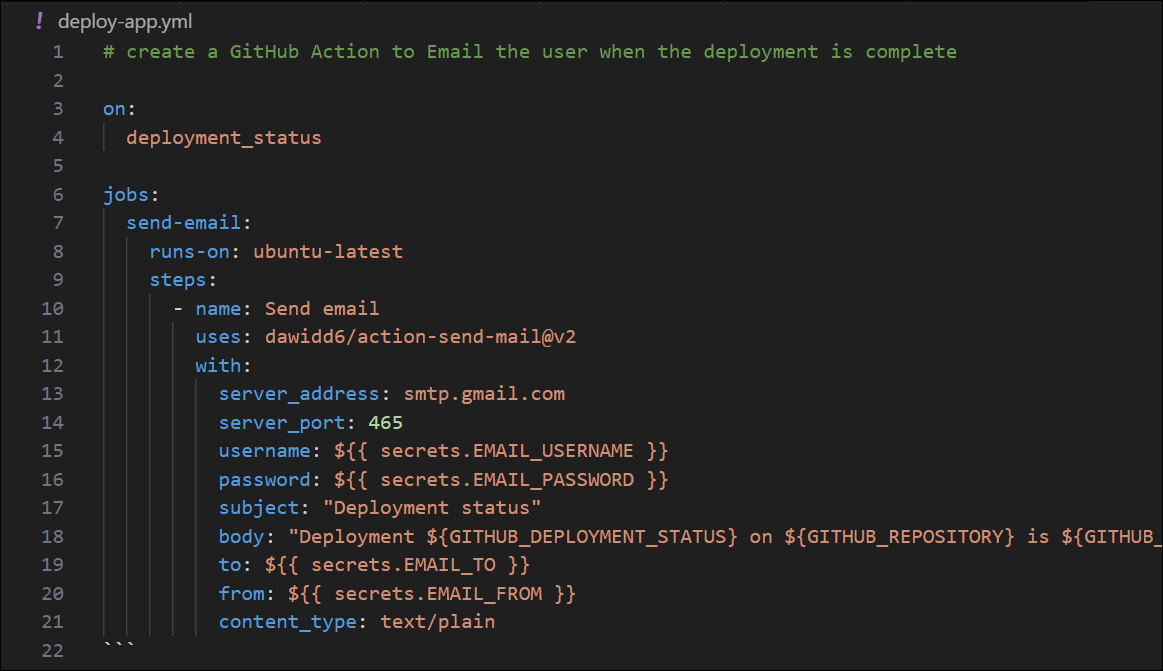 ! deploy-app.yml
1 # create a GitHub Action to Email the user when the deployment is complete
2
3 on:
4   deployment_status
5
6 jobs:
7   send-email:
8     runs-on: ubuntu-latest
9     steps:
10       - name: Send email
11         uses: dawidd6/action-send-mail@v2
12         with:
13           server_address: smtp.gmail.com
14           server_port: 465
15           username: ${{ secrets.EMAIL_USERNAME }}
16           password: ${{ secrets.EMAIL_PASSWORD }}
17           subject: "Deployment status"
18           body: "Deployment ${GITHUB_DEPLOYMENT_STATUS} on ${GITHUB_REPOSITORY} is ${GITHUB_
19           to: ${{ secrets.EMAIL_TO }}
20           from: ${{ secrets.EMAIL_FROM }}
21           content_type: text/plain
22 ```